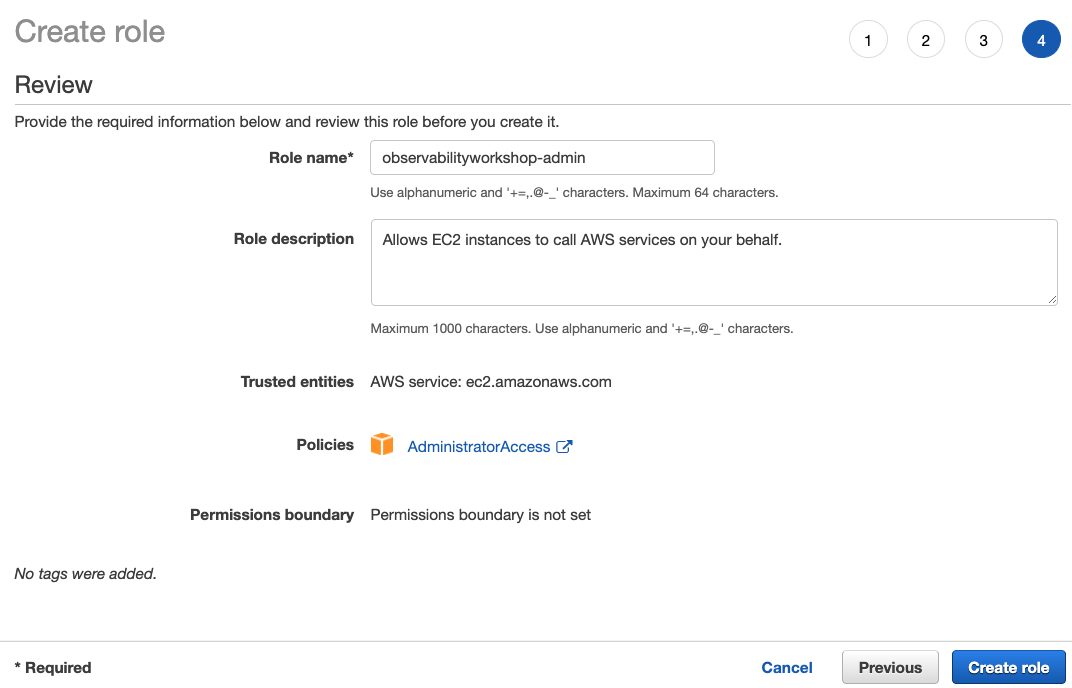 Create role
1 2 3 4
Review
Provide the required information below and review this role before you create it.
Role name* observabilityworkshop-admin
Use alphanumeric and '+=,.@-_' characters. Maximum 64 characters.
Role description Allows EC2 instances to call AWS services on your behalf.
Maximum 1000 characters. Use alphanumeric and '+=,.@-_' characters.
Trusted entities AWS service: ec2.amazonaws.com
Policies AdministratorAccess
Permissions boundary Permissions boundary is not set
No tags were added.
* Required Cancel Previous Create role